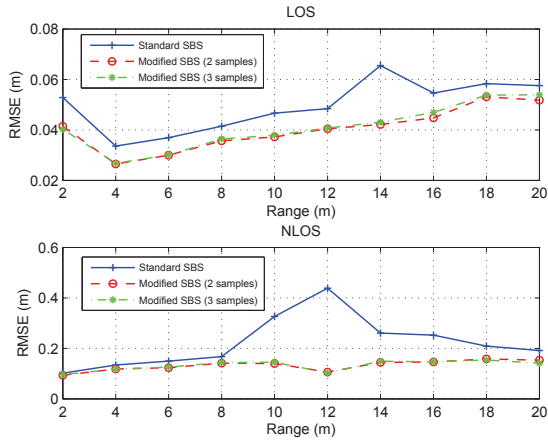 LOS
0.08
0.06
0.04
0.02
RMSE (m)
Standard SBS
Modified SBS (2 samples)
Modified SBS (3 samples)
2 4 6 8 10 12 14 16 18 20
Range (m)
NLOS
0.6
0.4
0.2
0
RMSE (m)
Standard SBS
Modified SBS (2 samples)
Modified SBS (3 samples)
2 4 6 8 10 12 14 16 18 20
Range (m)